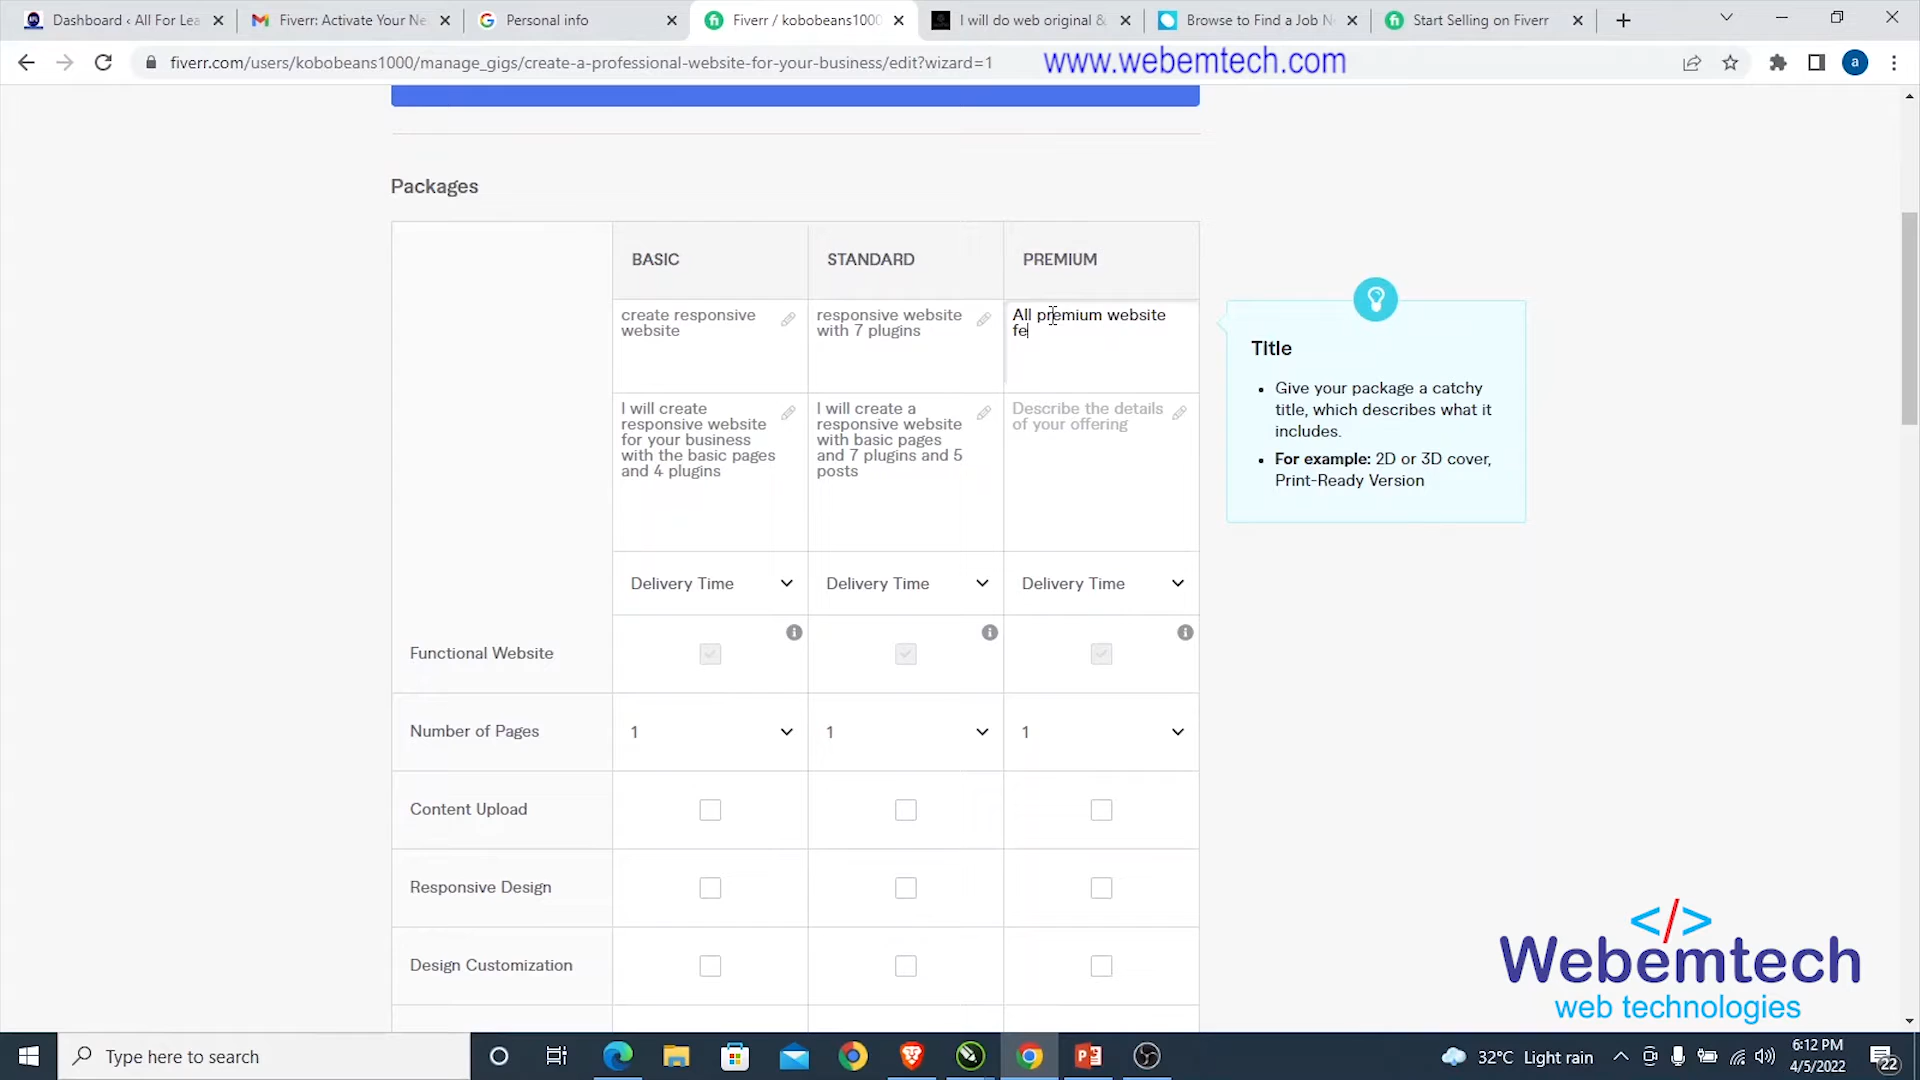 Dashboard ‹ All For Lea
Fiverr: Activate Your Ne
Personal info
Fiverr / kobobeans1000
I will do web original &
Browse to Find a Job N
Start Selling on Fiverr
fiverr.com/users/kobobeans1000/manage_gigs/create-a-professional-website-for-your-business/edit?wizard=1
www.webemtech.com
a
Packages
BASIC
STANDARD
PREMIUM
create responsive
website
responsive website
with 7 plugins
All premium website
fe
I will create
responsive website
for your business
with the basic pages
and 4 plugins
I will create a
responsive website
with basic pages
and 7 plugins and 5
posts
Describe the details
of your offering
Title
Give your package a catchy
title, which describes what it
includes.
For example: 2D or 3D cover,
Print-Ready Version
Delivery Time
Delivery Time
Delivery Time
Functional Website
Number of Pages
1
1
1
Content Upload
Responsive Design
Design Customization
</>
Webemtech
web technologies
Type here to search
32°C Light rain
6:12 PM
4/5/2022
22